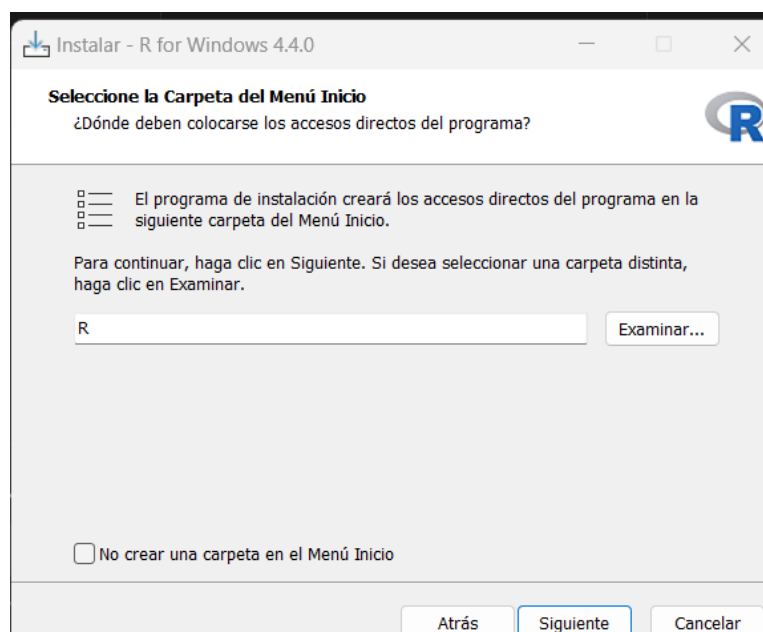 Instalar - R for Windows 4.4.0
Seleccione la Carpeta del Menú Inicio
¿Dónde deben colocarse los accesos directos del programa?
R
El programa de instalación creará los accesos directos del programa en la
siguiente carpeta del Menú Inicio.
Para continuar, haga clic en Siguiente. Si desea seleccionar una carpeta distinta,
haga clic en Examinar.
R
Examinar...
No crear una carpeta en el Menú Inicio
Atrás
Siguiente
Cancelar